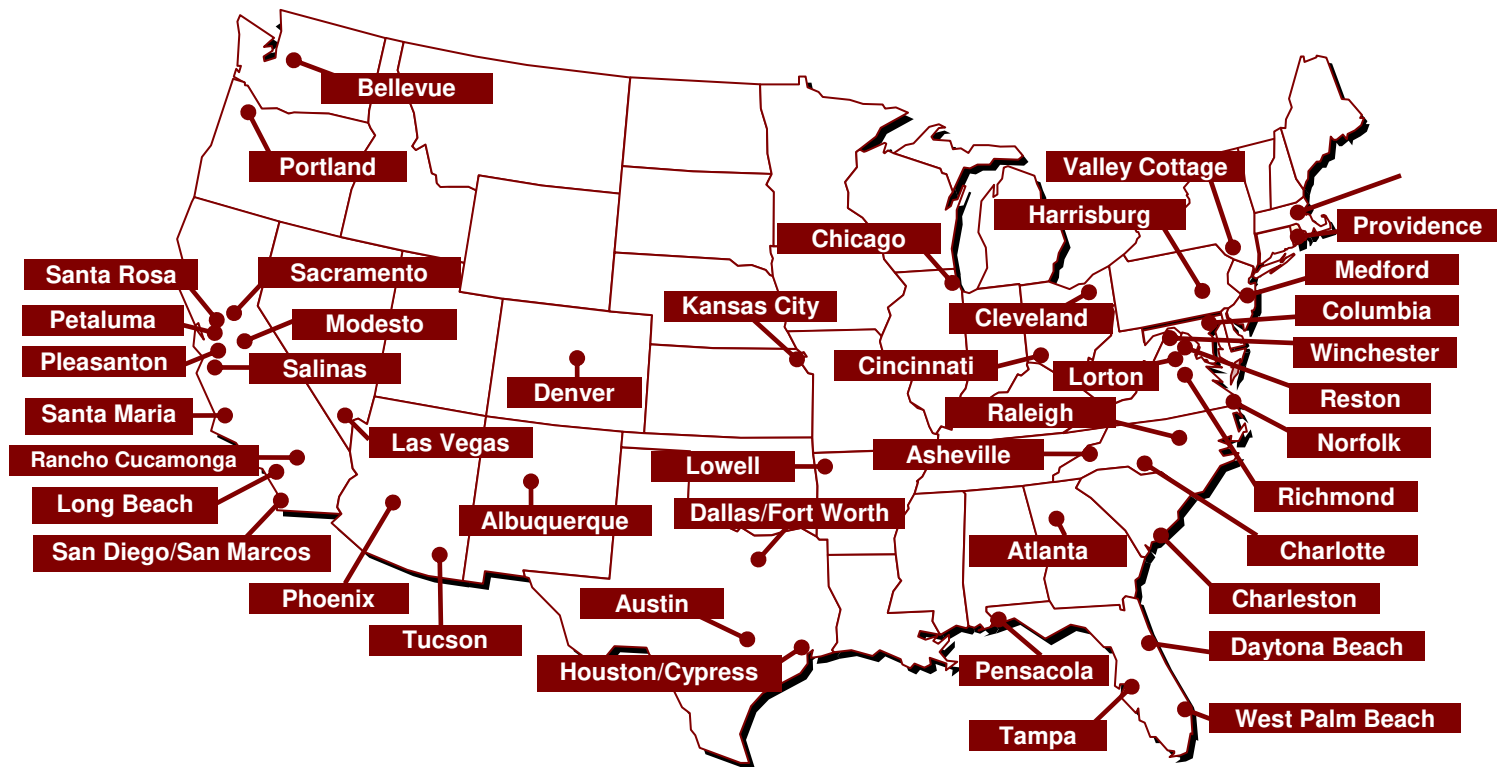 Bellevue
Portland
Valley Cottage
Harrisburg
Providence
Chicago
Medford
Santa Rosa
Sacramento
Kansas City
Columbia
Petaluma
Modesto
Cleveland
Winchester
Pleasanton
Salinas
Cincinnati
Lorton
Denver
Reston
Santa Maria
Raleigh
Las Vegas
Norfolk
Rancho Cucamonga
Asheville
Lowell
Long Beach
Richmond
Albuquerque
Dallas/Fort Worth
San Diego/San Marcos
Atlanta
Charlotte
Phoenix
Austin
Charleston
Tucson
Daytona Beach
Houston/Cypress
Pensacola
West Palm Beach
Tampa